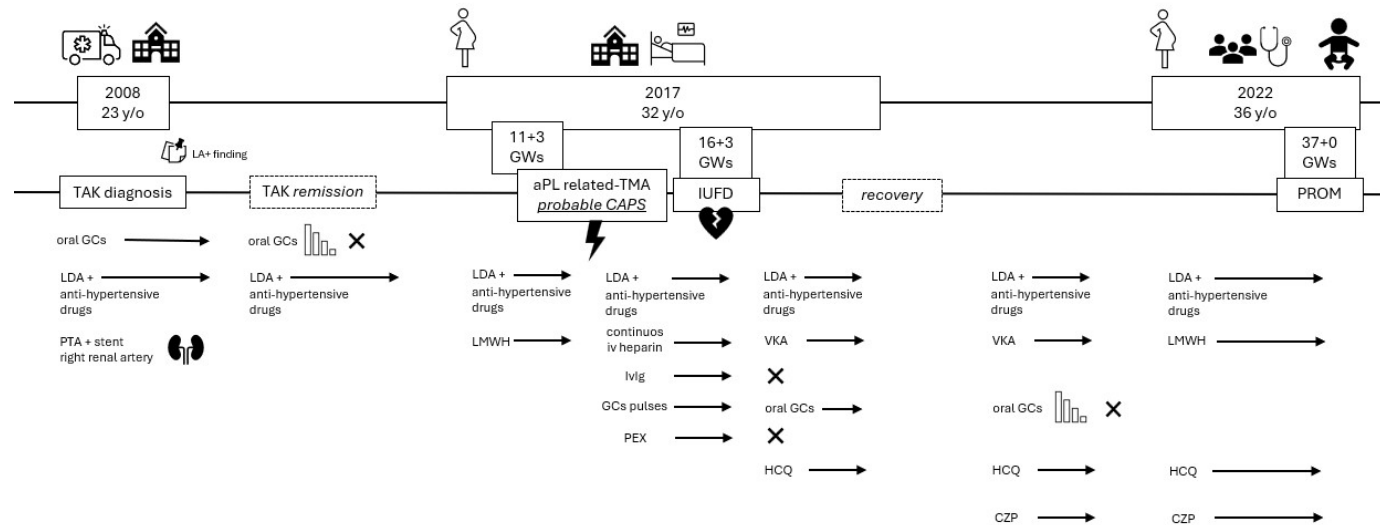 2008
23 y/o
2017
32 y/o
2022
36 y/o
LA+ finding
11+3
GWs
16+3
GWs
37+0
GWs
TAK diagnosis
TAK remission
aPL related-TMA
probable CAPS
IUFD
recovery
PROM
oral GCs
LDA +
anti-hypertensive
drugs
PTA + stent
right renal artery
oral GCs
LDA +
anti-hypertensive
drugs
LDA +
anti-hypertensive
drugs
LMWH
LDA +
anti-hypertensive
drugs
continuos
iv heparin
IvIg
GCs pulses
PEX
LDA +
anti-hypertensive
drugs
VKA
oral GCs
HCQ
LDA +
anti-hypertensive
drugs
VKA
oral GCs
HCQ
CZP
LDA +
anti-hypertensive
drugs
LMWH
HCQ
CZP